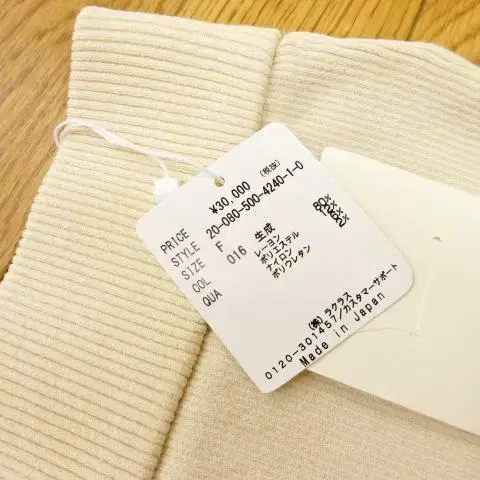 PRICE ¥30,000 (税抜)
STYLE 20-080-500-4240-1-0
SIZE F
COL 016 生成
QUA レーヨン 80%
ポリエステル
ナイロン
ポリウレタン
(株) ラクラス
0120-301457/カスタマーサポート
Made in Japan